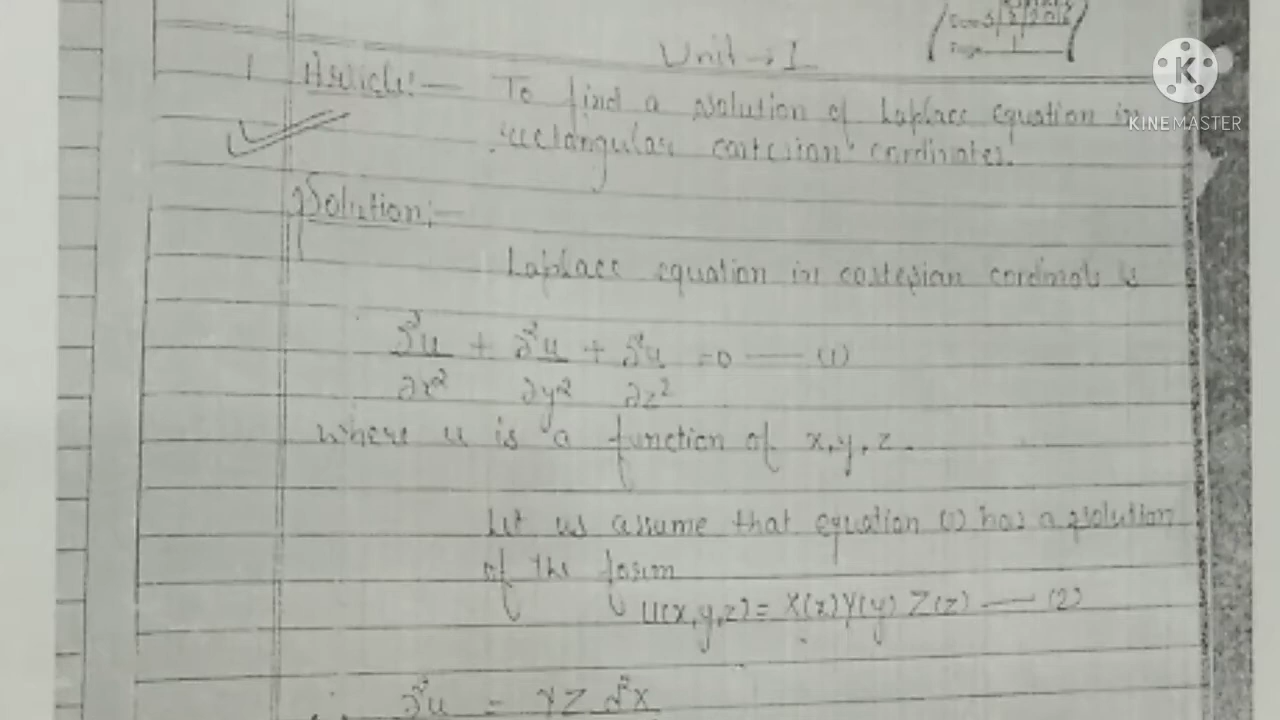 Unit → 1
Page 1
K
KINEMASTER
1 Article:— To find a solution of Laplace equation in
rectangular cartesian cordinates.
Solution:—
Laplace equation in cartesian cordinats is
∂²u/∂x² + ∂²u/∂y² + ∂²u/∂z² = 0 — (1)
where u is a function of x, y, z.
Let us assume that equation (1) has a solution
of the form
u(x, y, z) = X(x) Y(y) Z(z) — (2)
∂²u = YZ d²X